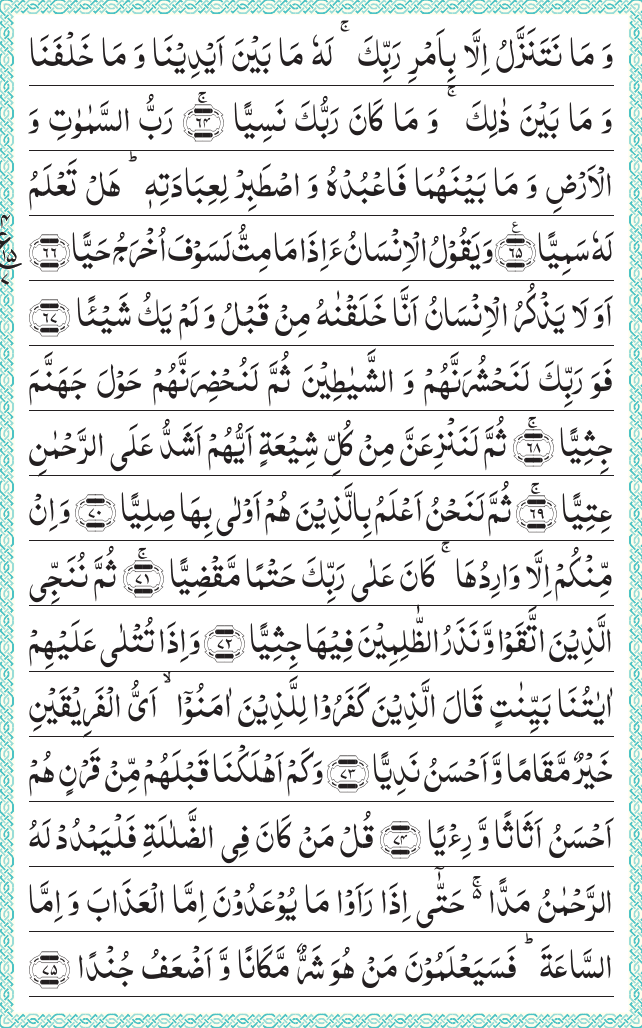 وَ مَا نَتَنَزَّلُ اِلَّا بِاَمْرِ رَبِّكَ ۚ لَهٗ مَا بَيْنَ اَيْدِيْنَا وَ مَا خَلْفَنَا
وَ مَا بَيْنَ ذٰلِكَ ۚ وَ مَا كَانَ رَبُّكَ نَسِيًّا ۚ ﴿۶۴﴾ رَبُّ السَّمٰوٰتِ وَ
الْاَرْضِ وَ مَا بَيْنَهُمَا فَاعْبُدْهُ وَ اصْطَبِرْ لِعِبَادَتِهٖ ؕ هَلْ تَعْلَمُ
لَهٗ سَمِيًّا ﴿۶۵﴾ ع وَ يَقُوْلُ الْاِنْسَانُ ءَاِذَا مَا مِتُّ لَسَوْفَ اُخْرَجُ حَيًّا ﴿۶۶﴾
اَوَ لَا يَذْكُرُ الْاِنْسَانُ اَنَّا خَلَقْنٰهُ مِنْ قَبْلُ وَ لَمْ يَكُ شَيْـًٔا ﴿۶۷﴾
فَوَ رَبِّكَ لَنَحْشُرَنَّهُمْ وَ الشَّيٰطِيْنَ ثُمَّ لَنُحْضِرَنَّهُمْ حَوْلَ جَهَنَّمَ
جِثِيًّا ۚ ﴿۶۸﴾ ثُمَّ لَنَنْزِعَنَّ مِنْ كُلِّ شِيْعَةٍ اَيُّهُمْ اَشَدُّ عَلَى الرَّحْمٰنِ
عِتِيًّا ۚ ﴿۶۹﴾ ثُمَّ لَنَحْنُ اَعْلَمُ بِالَّذِيْنَ هُمْ اَوْلٰى بِهَا صِلِيًّا ﴿۷۰﴾ وَ اِنْ
مِّنْكُمْ اِلَّا وَارِدُهَا ۚ كَانَ عَلٰى رَبِّكَ حَتْمًا مَّقْضِيًّا ۚ ﴿۷۱﴾ ثُمَّ نُنَجِّى
الَّذِيْنَ اتَّقَوْا وَّ نَذَرُ الظّٰلِمِيْنَ فِيْهَا جِثِيًّا ﴿۷۲﴾ وَ اِذَا تُتْلٰى عَلَيْهِمْ
اٰيٰتُنَا بَيِّنٰتٍ قَالَ الَّذِيْنَ كَفَرُوْا لِلَّذِيْنَ اٰمَنُوْۤا ۙ اَىُّ الْفَرِيْقَيْنِ
خَيْرٌ مَّقَامًا وَّ اَحْسَنُ نَدِيًّا ﴿۷۳﴾ وَ كَمْ اَهْلَكْنَا قَبْلَهُمْ مِّنْ قَرْنٍ هُمْ
اَحْسَنُ اَثَاثًا وَّ رِءْيًا ﴿۷۴﴾ قُلْ مَنْ كَانَ فِى الضَّلٰلَةِ فَلْيَمْدُدْ لَهُ
الرَّحْمٰنُ مَدًّا ۚ۬ حَتّٰۤى اِذَا رَاَوْا مَا يُوْعَدُوْنَ اِمَّا الْعَذَابَ وَ اِمَّا
السَّاعَةَ ؕ فَسَيَعْلَمُوْنَ مَنْ هُوَ شَرٌّ مَّكَانًا وَّ اَضْعَفُ جُنْدًا ﴿۷۵﴾